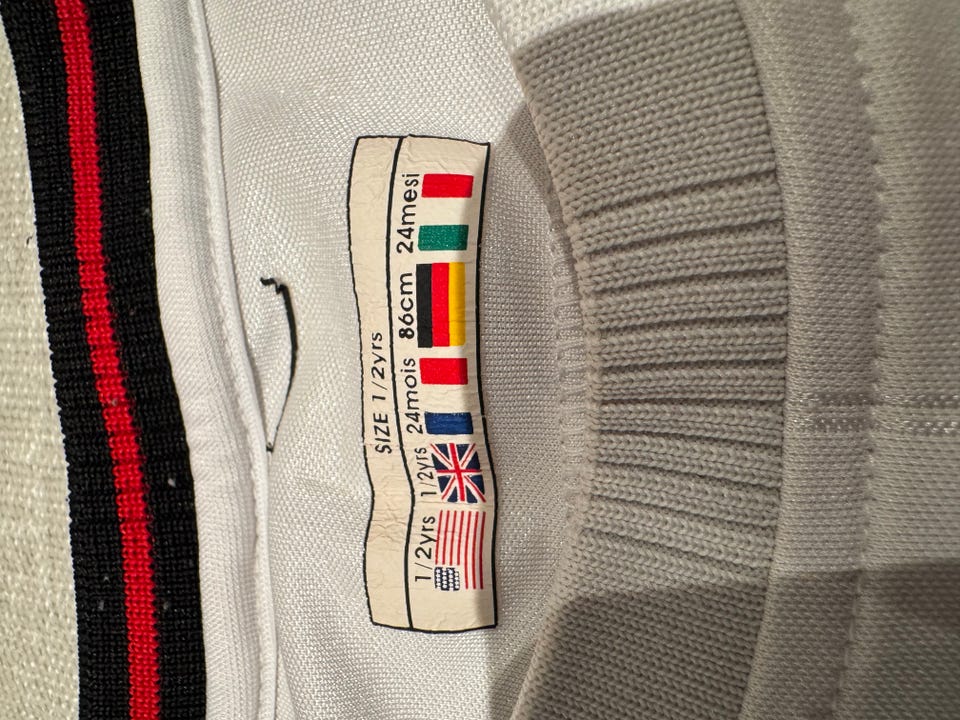 SIZE 1/2yrs
1/2yrs 1/2yrs 24mois 86cm 24mesi